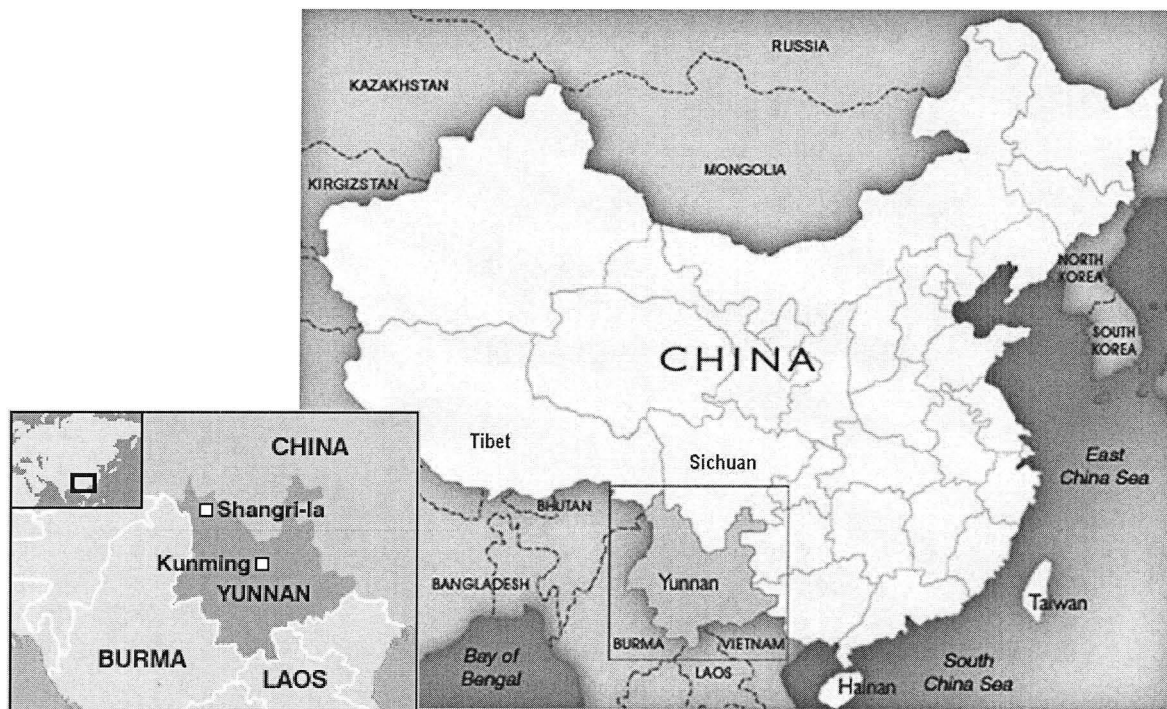 RUSSIA
KAZAKHSTAN
MONGOLIA
KIRGIZSTAN
NORTH
KOREA
SOUTH
KOREA
CHINA
Tibet
Sichuan
East
China Sea
BHUTAN
BANGLADESH
Yunnan
Taiwan
BURMA
VIETNAM
LAOS
Bay of
Bengal
South
China Sea
Hainan
CHINA
Shangri-la
Kunming
YUNNAN
BURMA
LAOS